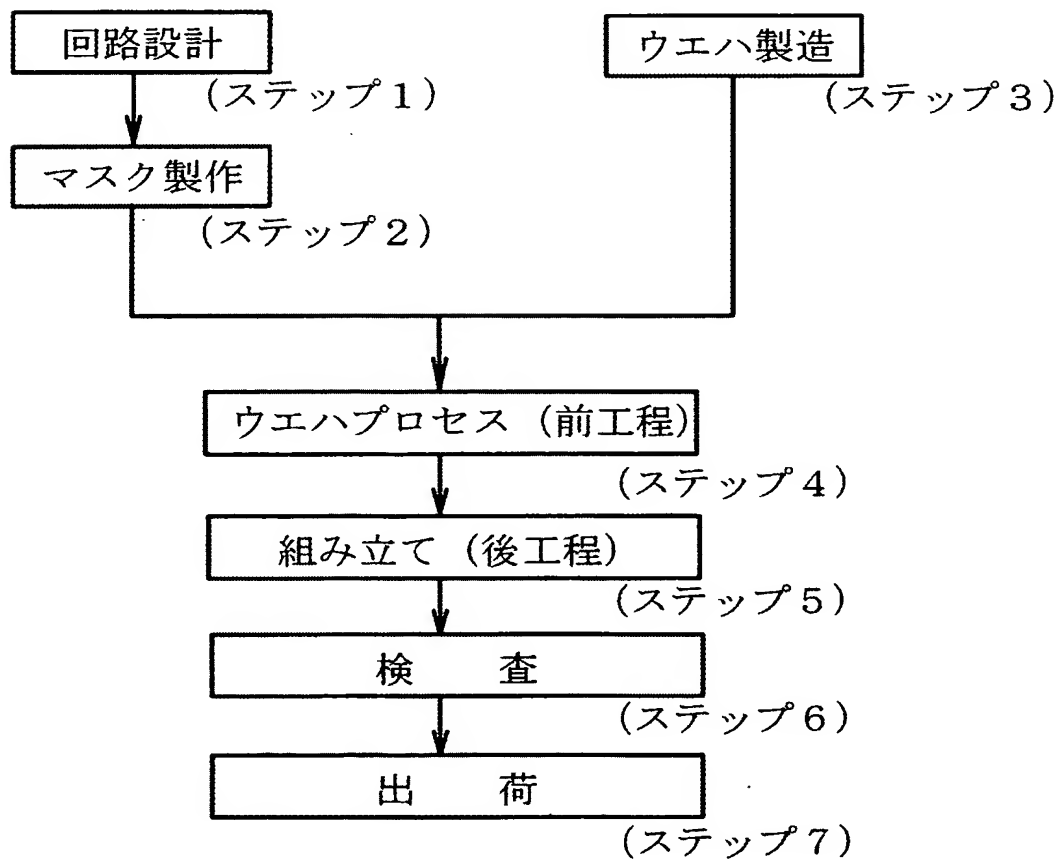 回路設計
(ステップ1)
マスク製作
(ステップ2)
ウエハ製造
(ステップ3)
ウエハプロセス (前工程)
(ステップ4)
組み立て (後工程)
(ステップ5)
検 査
(ステップ6)
出 荷
(ステップ7)